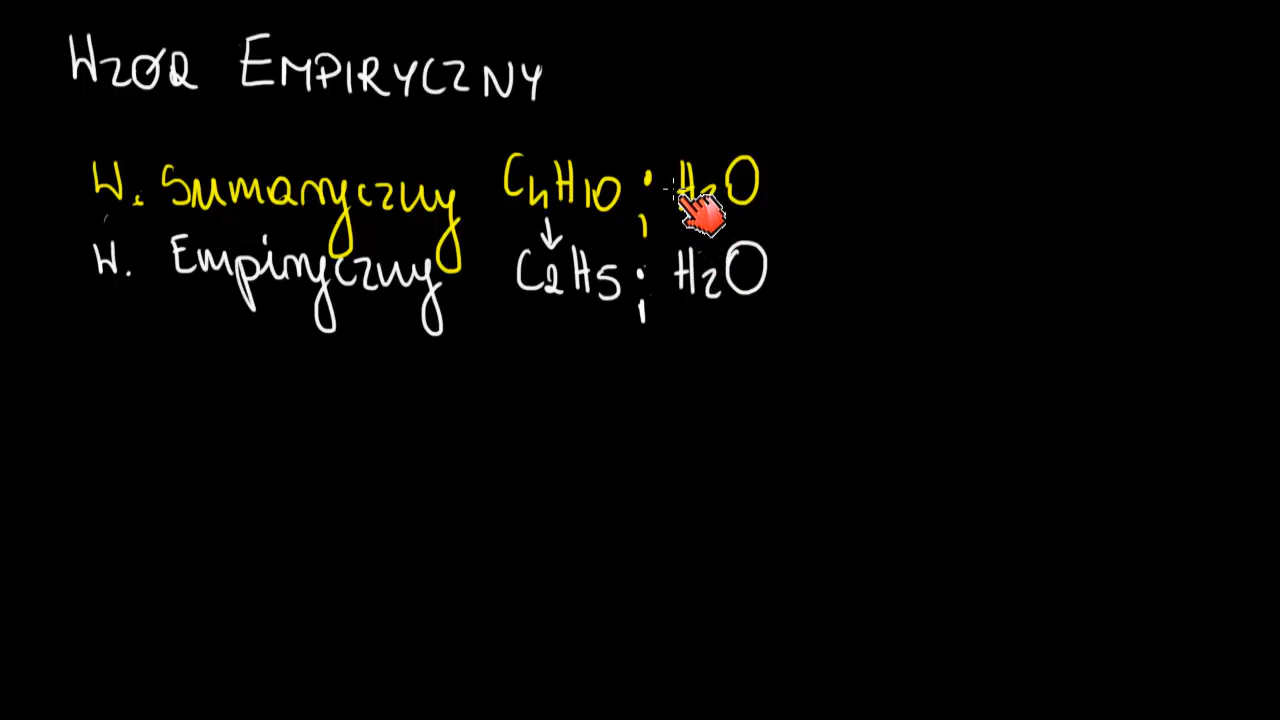 WZÓR EMPIRYCZNY
W. Sumaryczny C4H10 ; H2O
W. Empiryczny C2H5 ; H2O